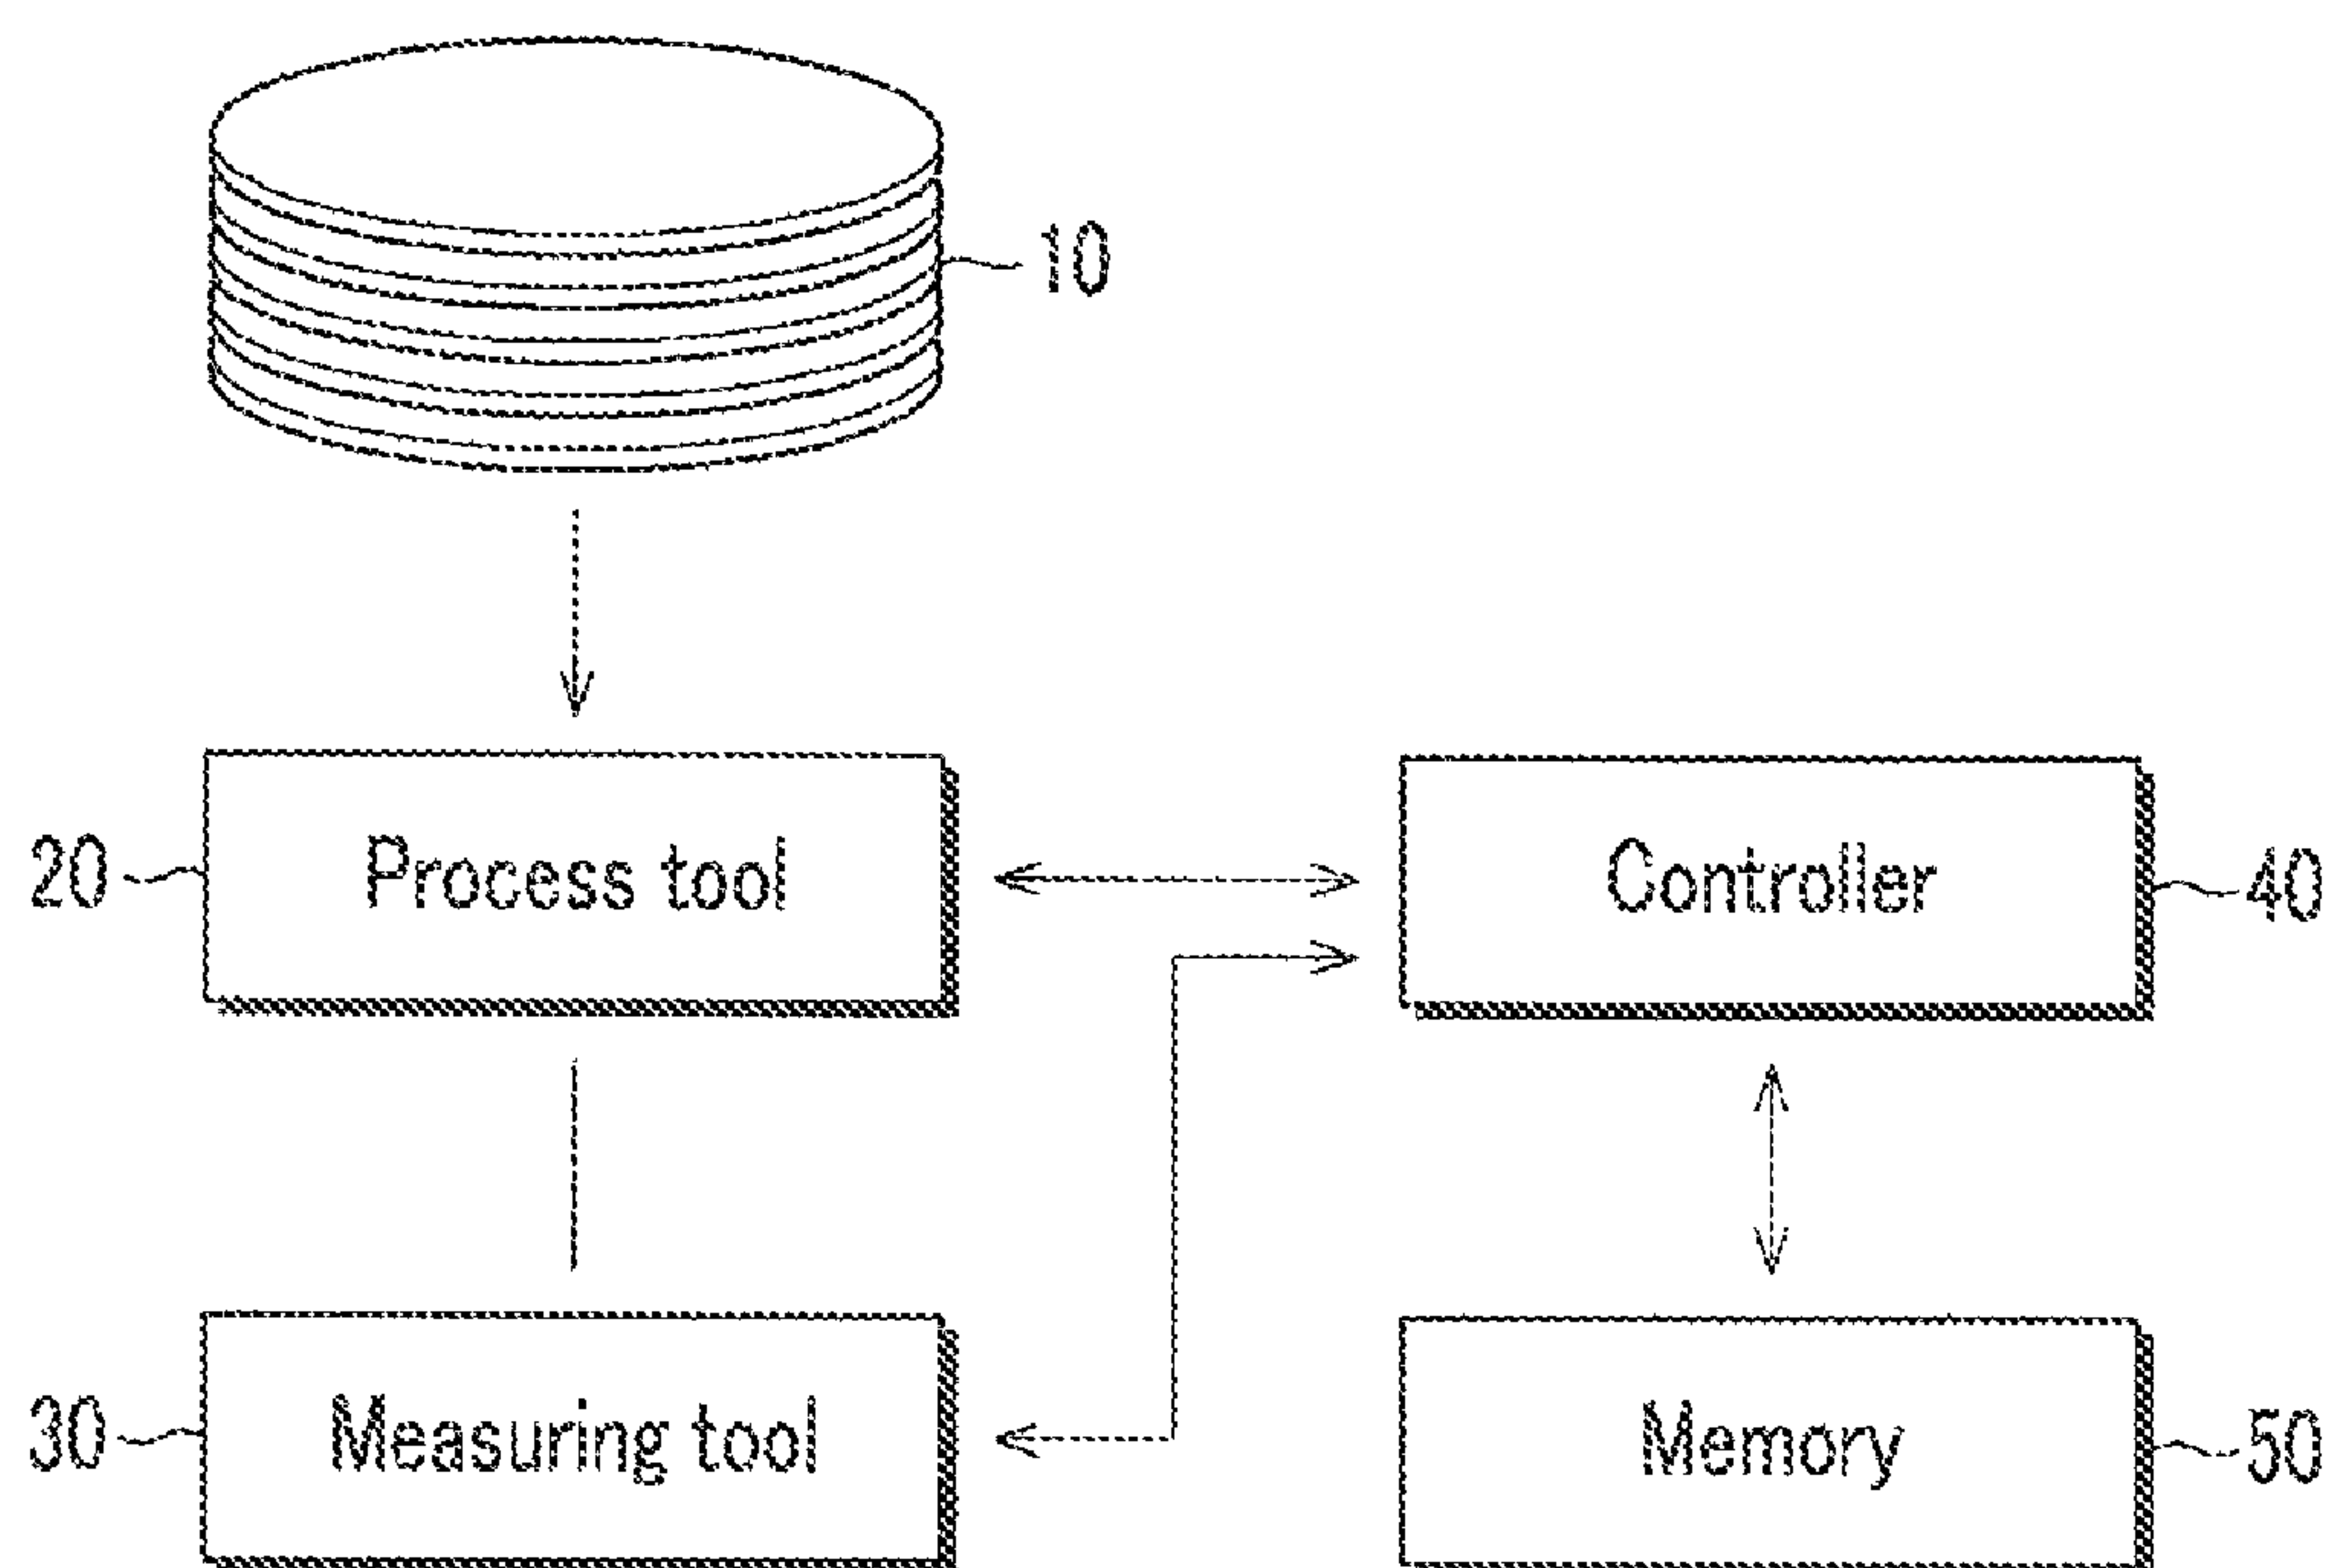 10
20
Process tool
Controller
40
30
Measuring tool
Memory
50